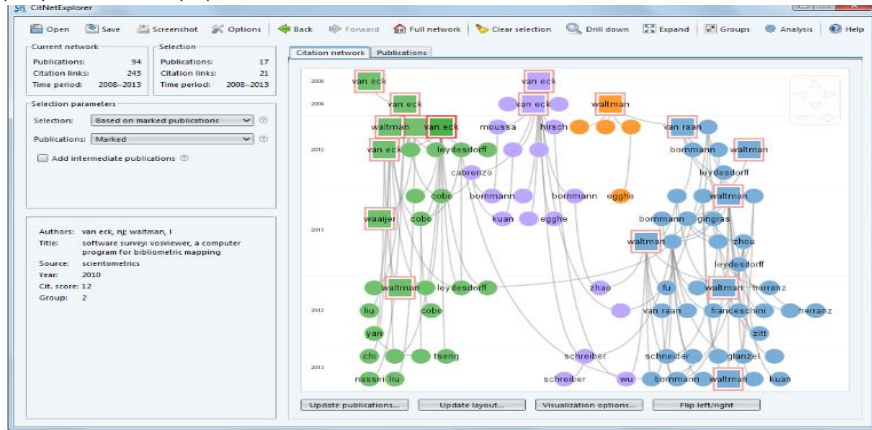 CitNetExplorer
Open Save Screenshot Options Back Forward Full network Clear selection Drill down Expand Groups Analysis Help
Current network
Publications: 94
Citation links: 243
Time period: 2008-2013
Selection
Publications: 17
Citation links: 21
Time period: 2008-2013
Selection parameters
Selection: Based on marked publications
Publications: Marked
Add intermediate publications
Authors: van eck, nj; waltman, l
Title: software survey: vosviewer, a computer
program for bibliometric mapping
Source: scientometrics
Year: 2010
Cit. score: 12
Group: 2
Citation network Publications
2008 van eck van eck
2009 van eck van eck waltman
waltman van eck moussa hirsch van raan
2010 van eck leydesdorff bornmann waltman
cabrerizo leydesdorff
cobo bornmann bornmann egghe waltman
waaijer cobo kuan egghe bornmann gingras
2011
waltman zhou
leydesdorff
waltman leydesdorff zhao fu waltman herranz
2012 liu cobo van raan franceschini herranz
yan zitt
chi tseng schreiber schneider glanzel
2013
nassiri liu schreiber wu bornmann waltman kuan
Update publications... Update layout... Visualization options... Flip left/right